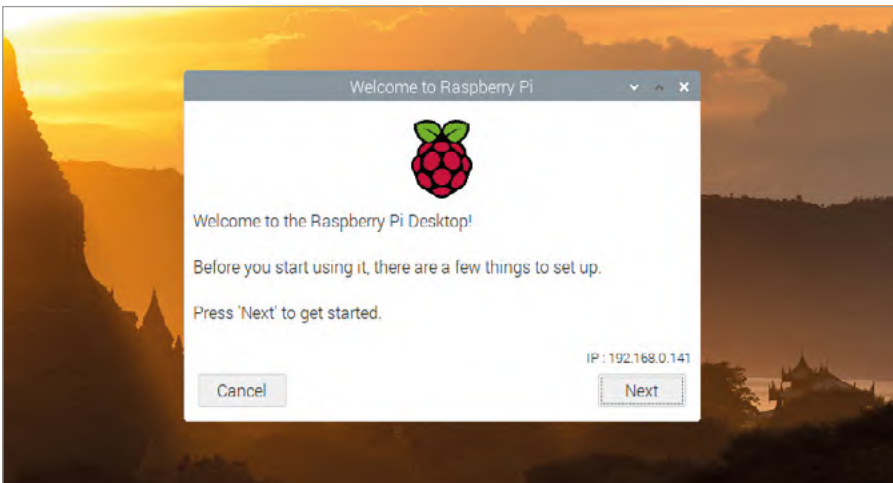 Welcome to Raspberry Pi
Welcome to the Raspberry Pi Desktop!
Before you start using it, there are a few things to set up.
Press 'Next' to get started.
IP : 192.168.0.141
Cancel
Next